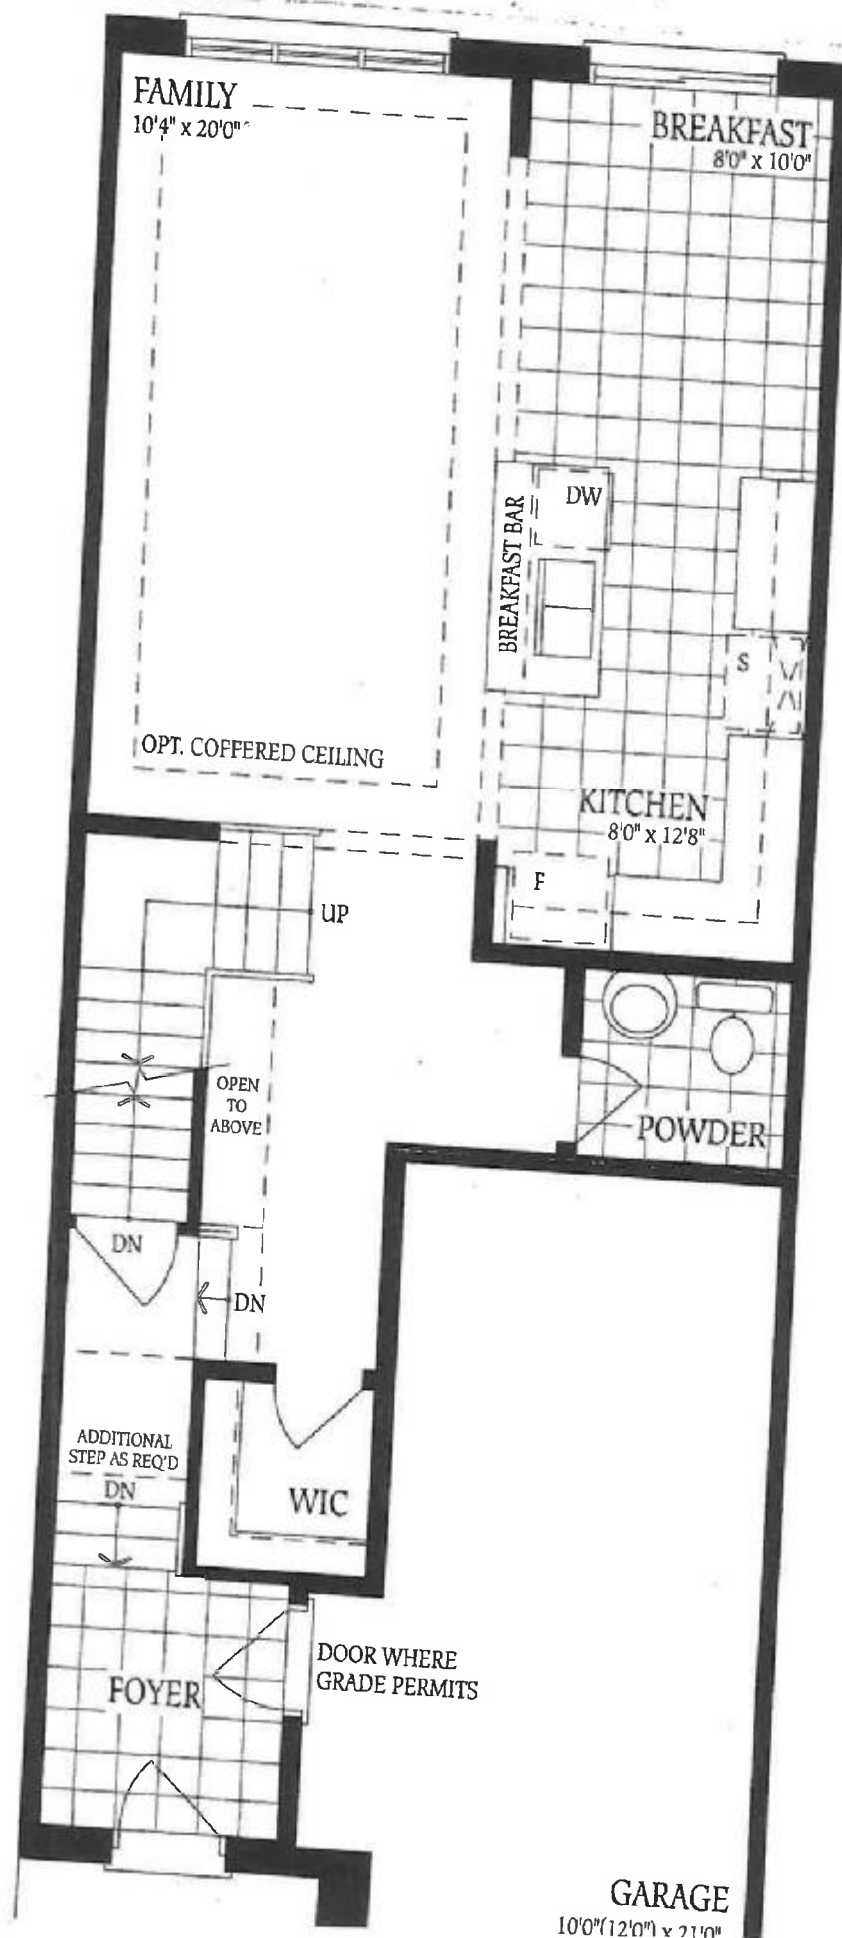 FAMILY
10'4" x 20'0"
BREAKFAST
8'0" x 10'0"
DW
BREAKFAST BAR
S
OPT. COFFERED CEILING
KITCHEN
8'0" x 12'8"
F
UP
OPEN
TO
ABOVE
POWDER
DN
DN
ADDITIONAL
STEP AS REQ'D
DN
WIC
DOOR WHERE
GRADE PERMITS
FOYER
GARAGE
10'0"(12'0") x 21'0"